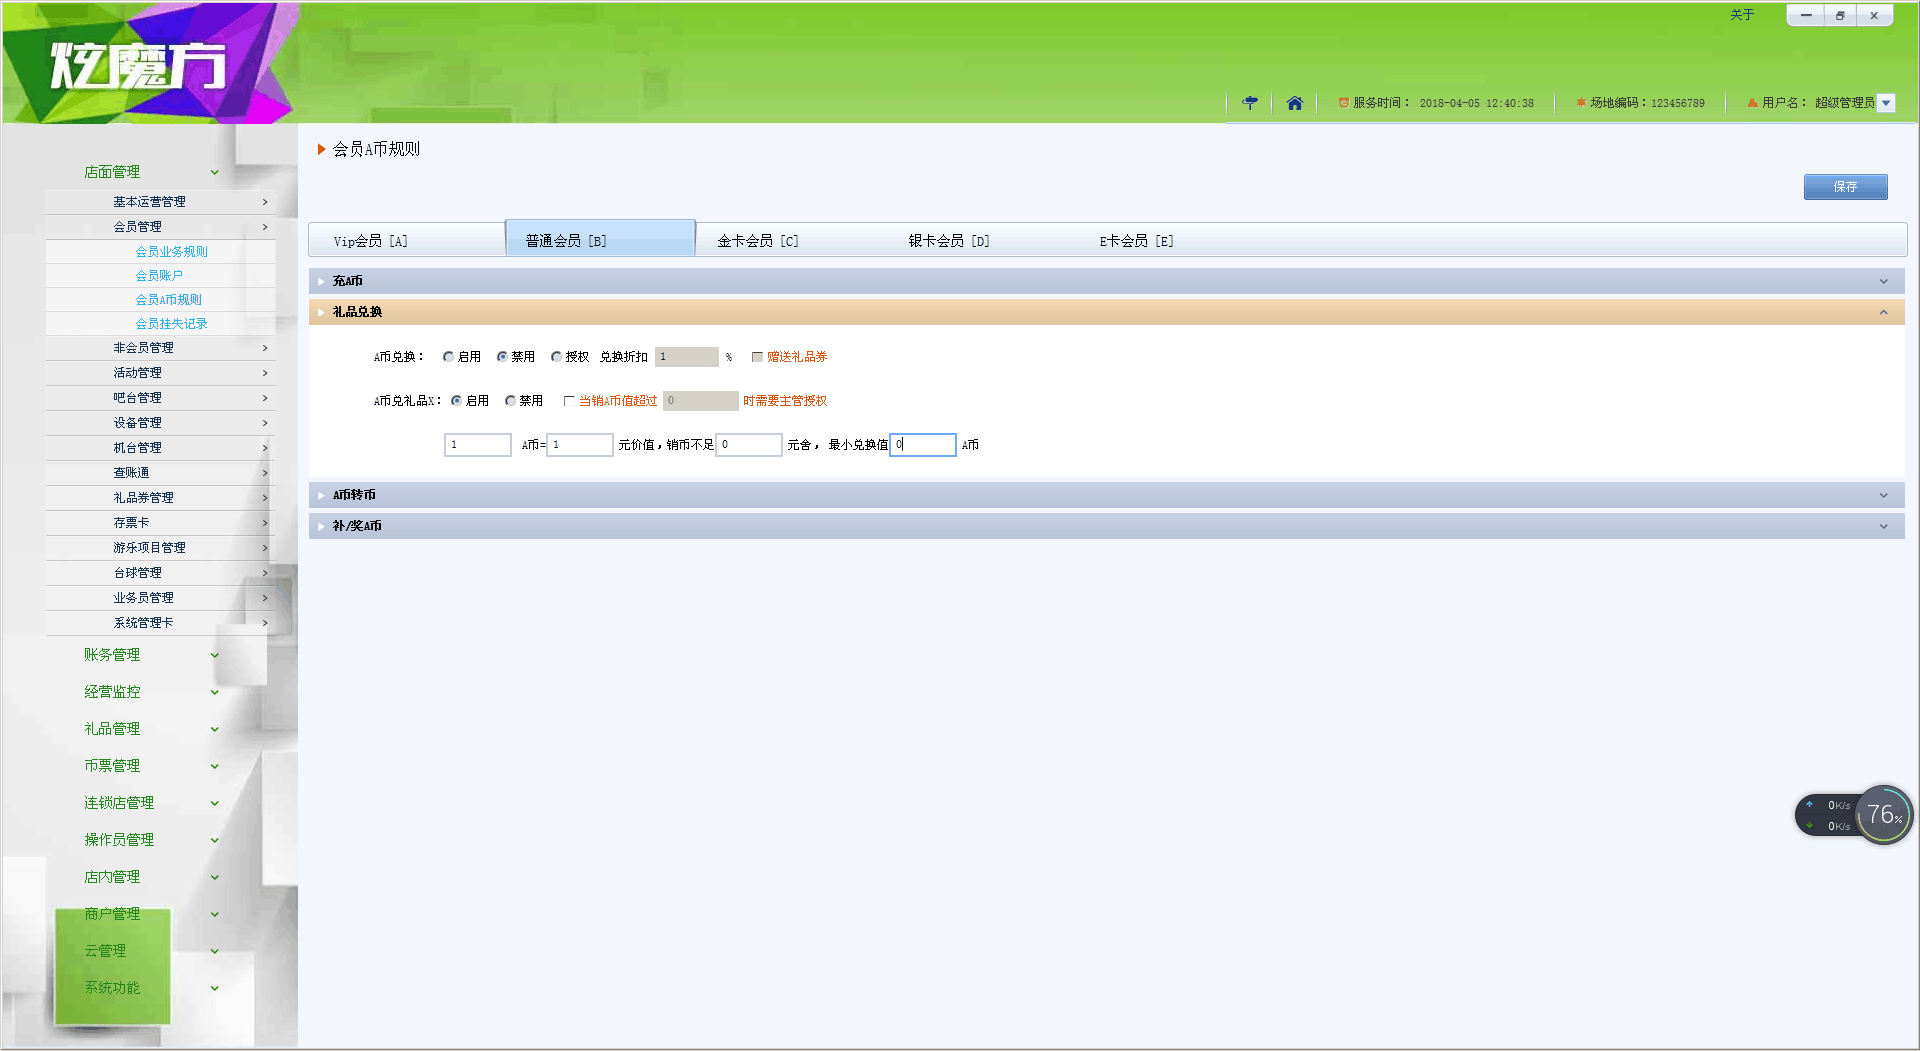 关于
炫魔方
服务时间： 2018-04-05 12:40:38
场地编码：123456789
用户名： 超级管理员
店面管理
基本运营管理
会员管理
会员业务规则
会员账户
会员A币规则
会员挂失记录
非会员管理
活动管理
吧台管理
设备管理
机台管理
查账通
礼品券管理
存票卡
游乐项目管理
台球管理
业务员管理
系统管理卡
账务管理
经营监控
礼品管理
币票管理
连锁店管理
操作员管理
店内管理
商户管理
云管理
系统功能
会员A币规则
保存
Vip会员 [A] 普通会员 [B] 金卡会员 [C] 银卡会员 [D] E卡会员 [E]
充A币
礼品兑换
A币兑换： 启用 禁用 授权 兑换折扣 1 % 赠送礼品券
A币兑礼品X： 启用 禁用 当销A币值超过 0 时需要主管授权
1 A币= 1 元价值，销币不足 0 元舍， 最小兑换值 0 A币
A币转币
补/奖A币
0K/s
0K/s
76%